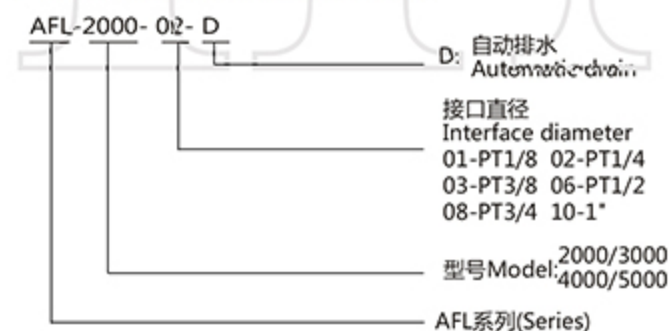 AFL-2000-02-D
D: 自动排水
Automatic drain
接口直径
Interface diameter
01-PT1/8 02-PT1/4
03-PT3/8 06-PT1/2
08-PT3/4 10-1"
型号Model: 2000/3000
4000/5000
AFL系列(Series)